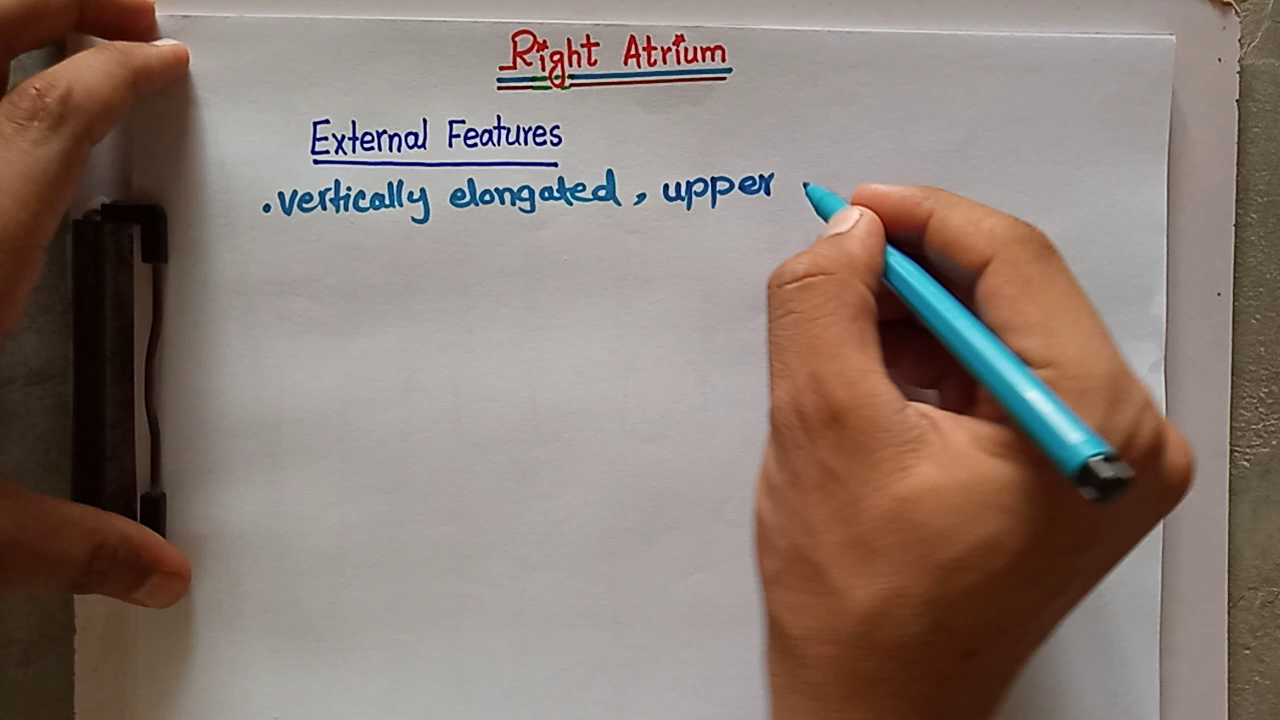 Right Atrium
External Features
• vertically elongated, upper